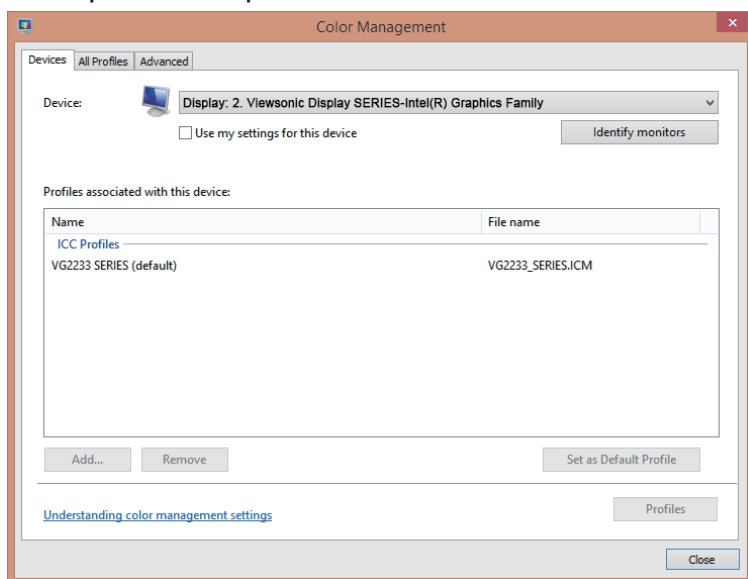 Color Management
Devices All Profiles Advanced
Device: Display: 2. Viewsonic Display SERIES-Intel(R) Graphics Family
Use my settings for this device Identify monitors
Profiles associated with this device:
Name File name
ICC Profiles
VG2233 SERIES (default) VG2233_SERIES.ICM
Add... Remove Set as Default Profile
Understanding color management settings Profiles
Close